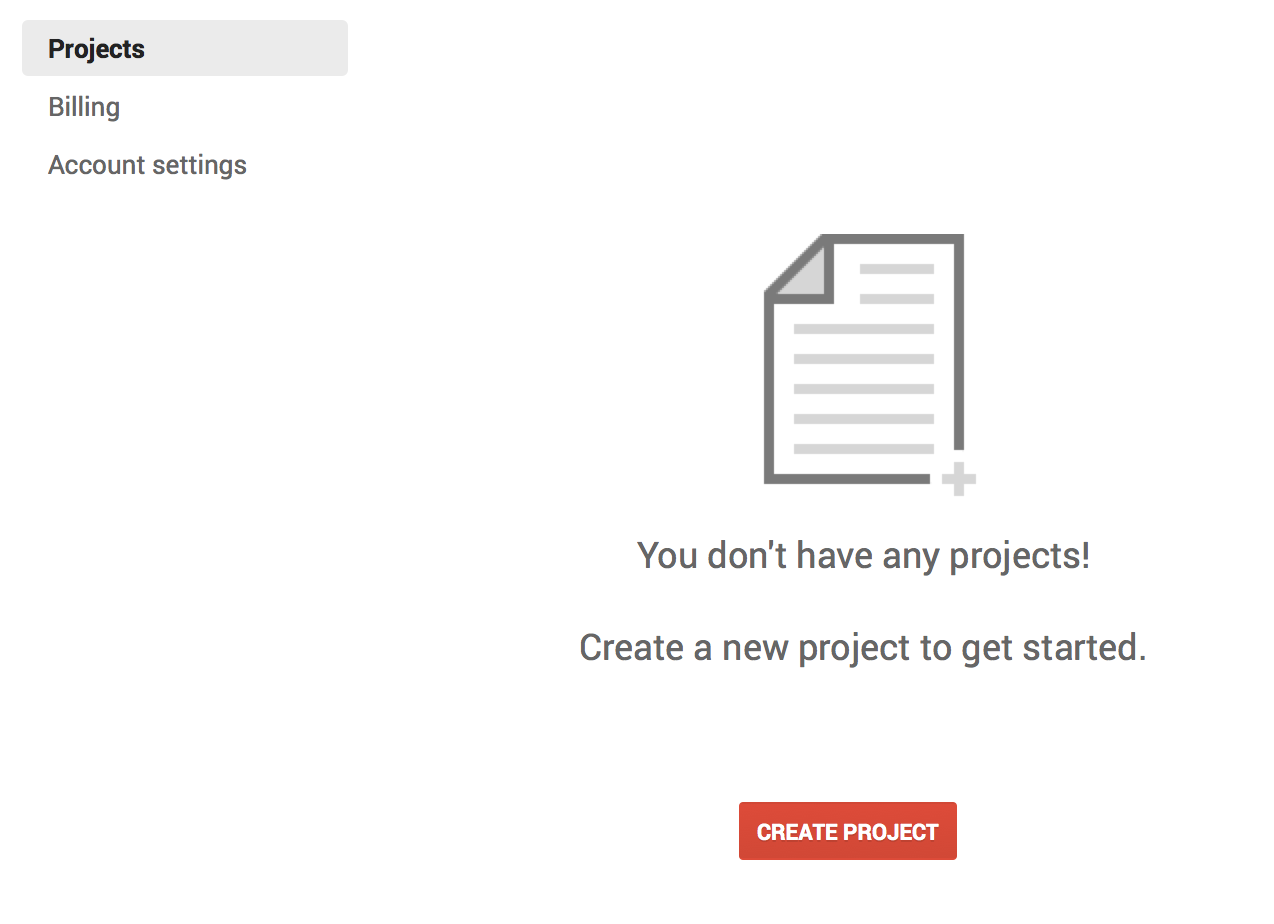 Projects
Billing
Account settings
You don't have any projects!
Create a new project to get started.
CREATE PROJECT